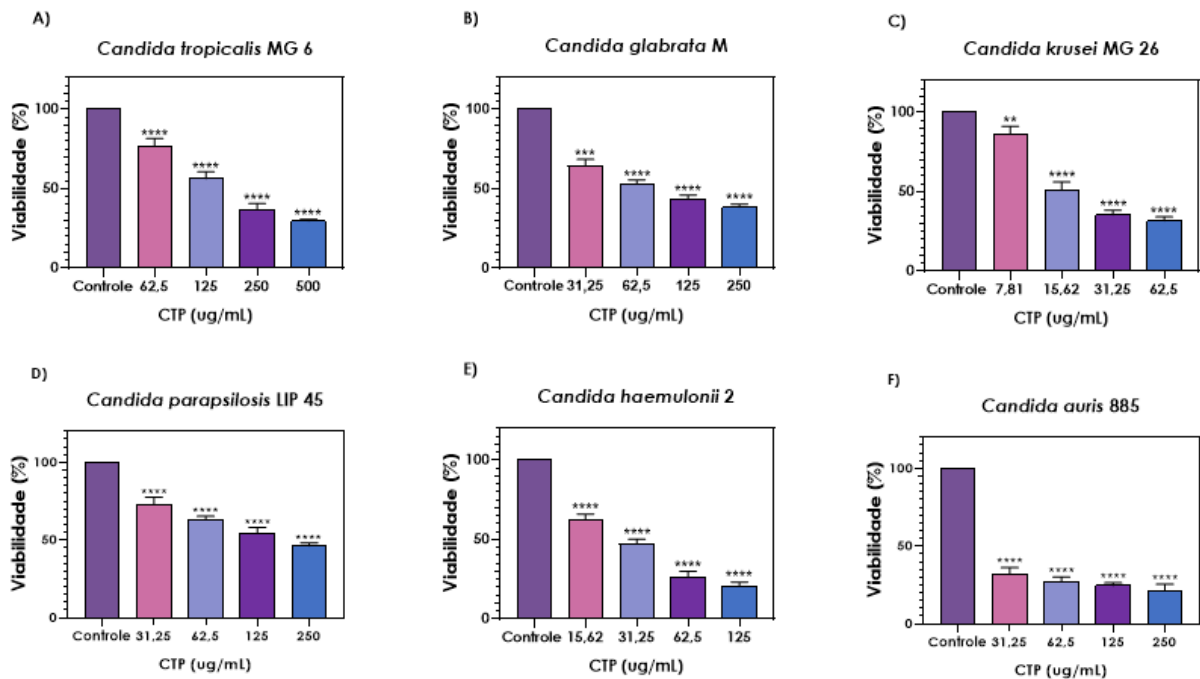 A)
Candida tropicalis MG 6
Viabilidade (%)
100
****
****
****
****
50
0
Controle 62,5 125 250 500
CTP (ug/mL)
B)
Candida glabrata M
Viabilidade (%)
100
***
****
****
****
50
0
Controle 31,25 62,5 125 250
CTP (ug/mL)
C)
Candida krusei MG 26
Viabilidade (%)
100
**
****
****
****
50
0
Controle 7,81 15,62 31,25 62,5
CTP (ug/mL)
D)
Candida parapsilosis LIP 45
Viabilidade (%)
100
****
****
****
****
50
0
Controle 31,25 62,5 125 250
CTP (ug/mL)
E)
Candida haemulonii 2
Viabilidade (%)
100
****
****
****
****
50
0
Controle 15,62 31,25 62,5 125
CTP (ug/mL)
F)
Candida auris 885
Viabilidade (%)
100
50
****
****
****
****
0
Controle 31,25 62,5 125 250
CTP (ug/mL)